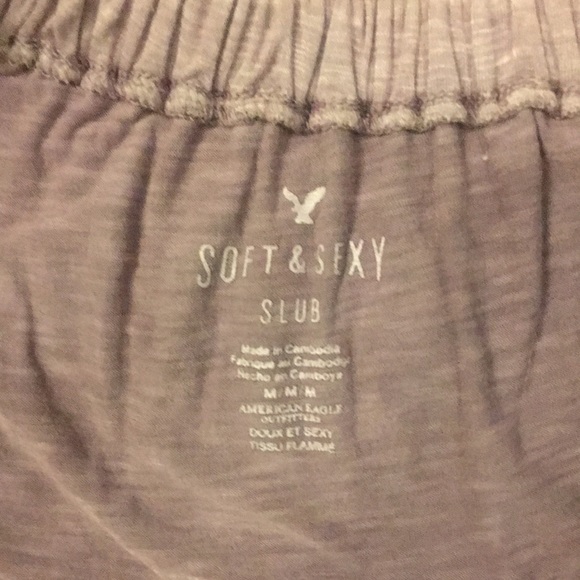 SOFT & SEXY
SLUB
Made in Cambodia
Fabriqué au Cambodge
Hecho en Camboya
M/M/M
AMERICAN EAGLE
OUTFITTERS
DOUX ET SEXY
TISSU FLAMMÉ